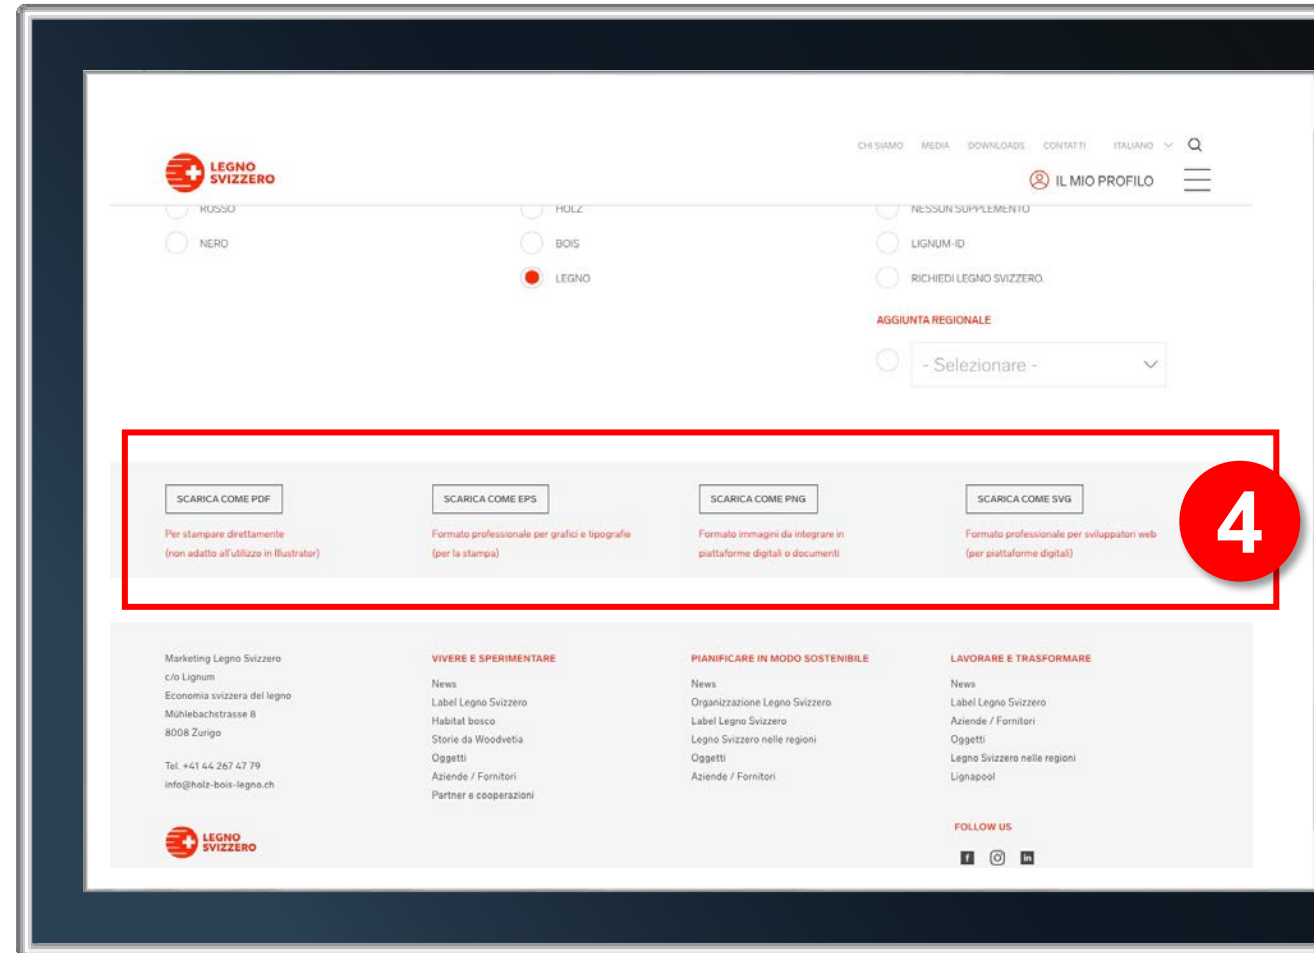 CHI SIAMO MEDIA DOWNLOADS CONTATTI ITALIANO
LEGNO
SVIZZERO
IL MIO PROFILO
ROSSO
HOLZ
NESSUN SUPPLEMENTO
NERO
BOIS
LIGNUM-ID
LEGNO
RICHIEDI LEGNO SVIZZERO.
AGGIUNTA REGIONALE
- Selezionare -
SCARICA COME PDF
Per stampare direttamente
(non adatto all'utilizzo in Illustrator)
SCARICA COME EPS
Formato professionale per grafici e tipografie
(per la stampa)
SCARICA COME PNG
Formato immagini da integrare in
piattaforme digitali o documenti
SCARICA COME SVG
Formato professionale per sviluppatori web
(per piattaforme digitali)
4
Marketing Legno Svizzero
c/o Lignum
Economia svizzera del legno
Mühlebachstrasse 8
8008 Zurigo
Tel. +41 44 267 47 79
info@holz-bois-legno.ch
VIVERE E SPERIMENTARE
News
Label Legno Svizzero
Habitat bosco
Storie da Woodvetia
Oggetti
Aziende / Fornitori
Partner e cooperazioni
PIANIFICARE IN MODO SOSTENIBILE
News
Organizzazione Legno Svizzero
Label Legno Svizzero
Legno Svizzero nelle regioni
Oggetti
Aziende / Fornitori
LAVORARE E TRASFORMARE
News
Label Legno Svizzero
Aziende / Fornitori
Oggetti
Legno Svizzero nelle regioni
Lignapool
LEGNO
SVIZZERO
FOLLOW US